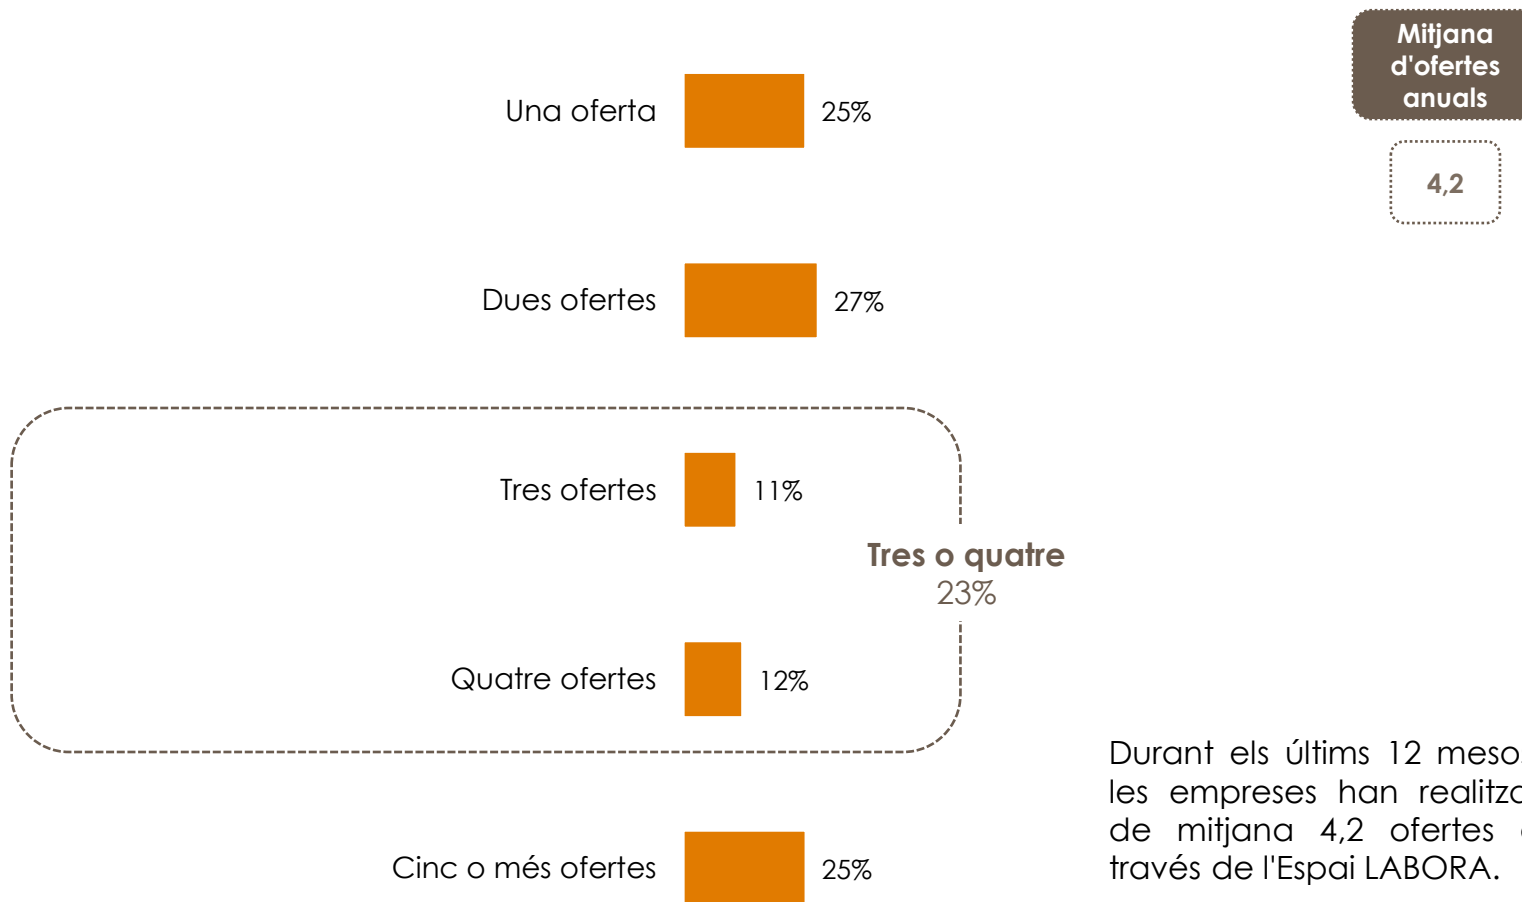 Mitjana
d'ofertes
anuals
4,2
Una oferta 25%
Dues ofertes 27%
Tres ofertes 11%
Tres o quatre
23%
Quatre ofertes 12%
Cinc o més ofertes 25%
Durant els últims 12
les empreses han
de mitjana 4,2 ofertes
través de l'Espai LABORA.